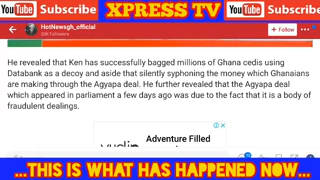 YouTube Subscribe XPRESS TV YouTube Subscribe
HotNewsgh_official
Follow
He revealed that Ken has successfully bagged millions of Ghana cedis using
Databank as a decoy and aside that silently syphoning the money which Ghanaians
are making through the Agyapa deal. He further revealed that the Agyapa deal
which appeared in parliament a few days ago was due to the fact that it is a body of
fraudulent dealings.
Adventure Filled
...THIS IS WHAT HAS HAPPENED NOW...